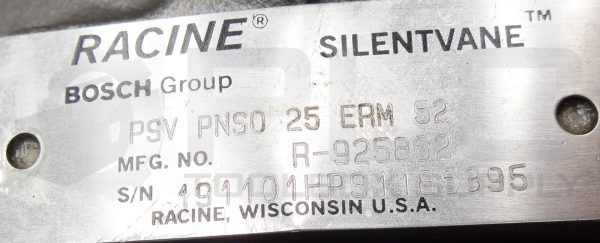 RACINE® SILENTVANE™
BOSCH Group
PSV PNSO 25 ERM 52
MFG. NO. R-925862
S/N
RACINE, WISCONSIN U.S.A.